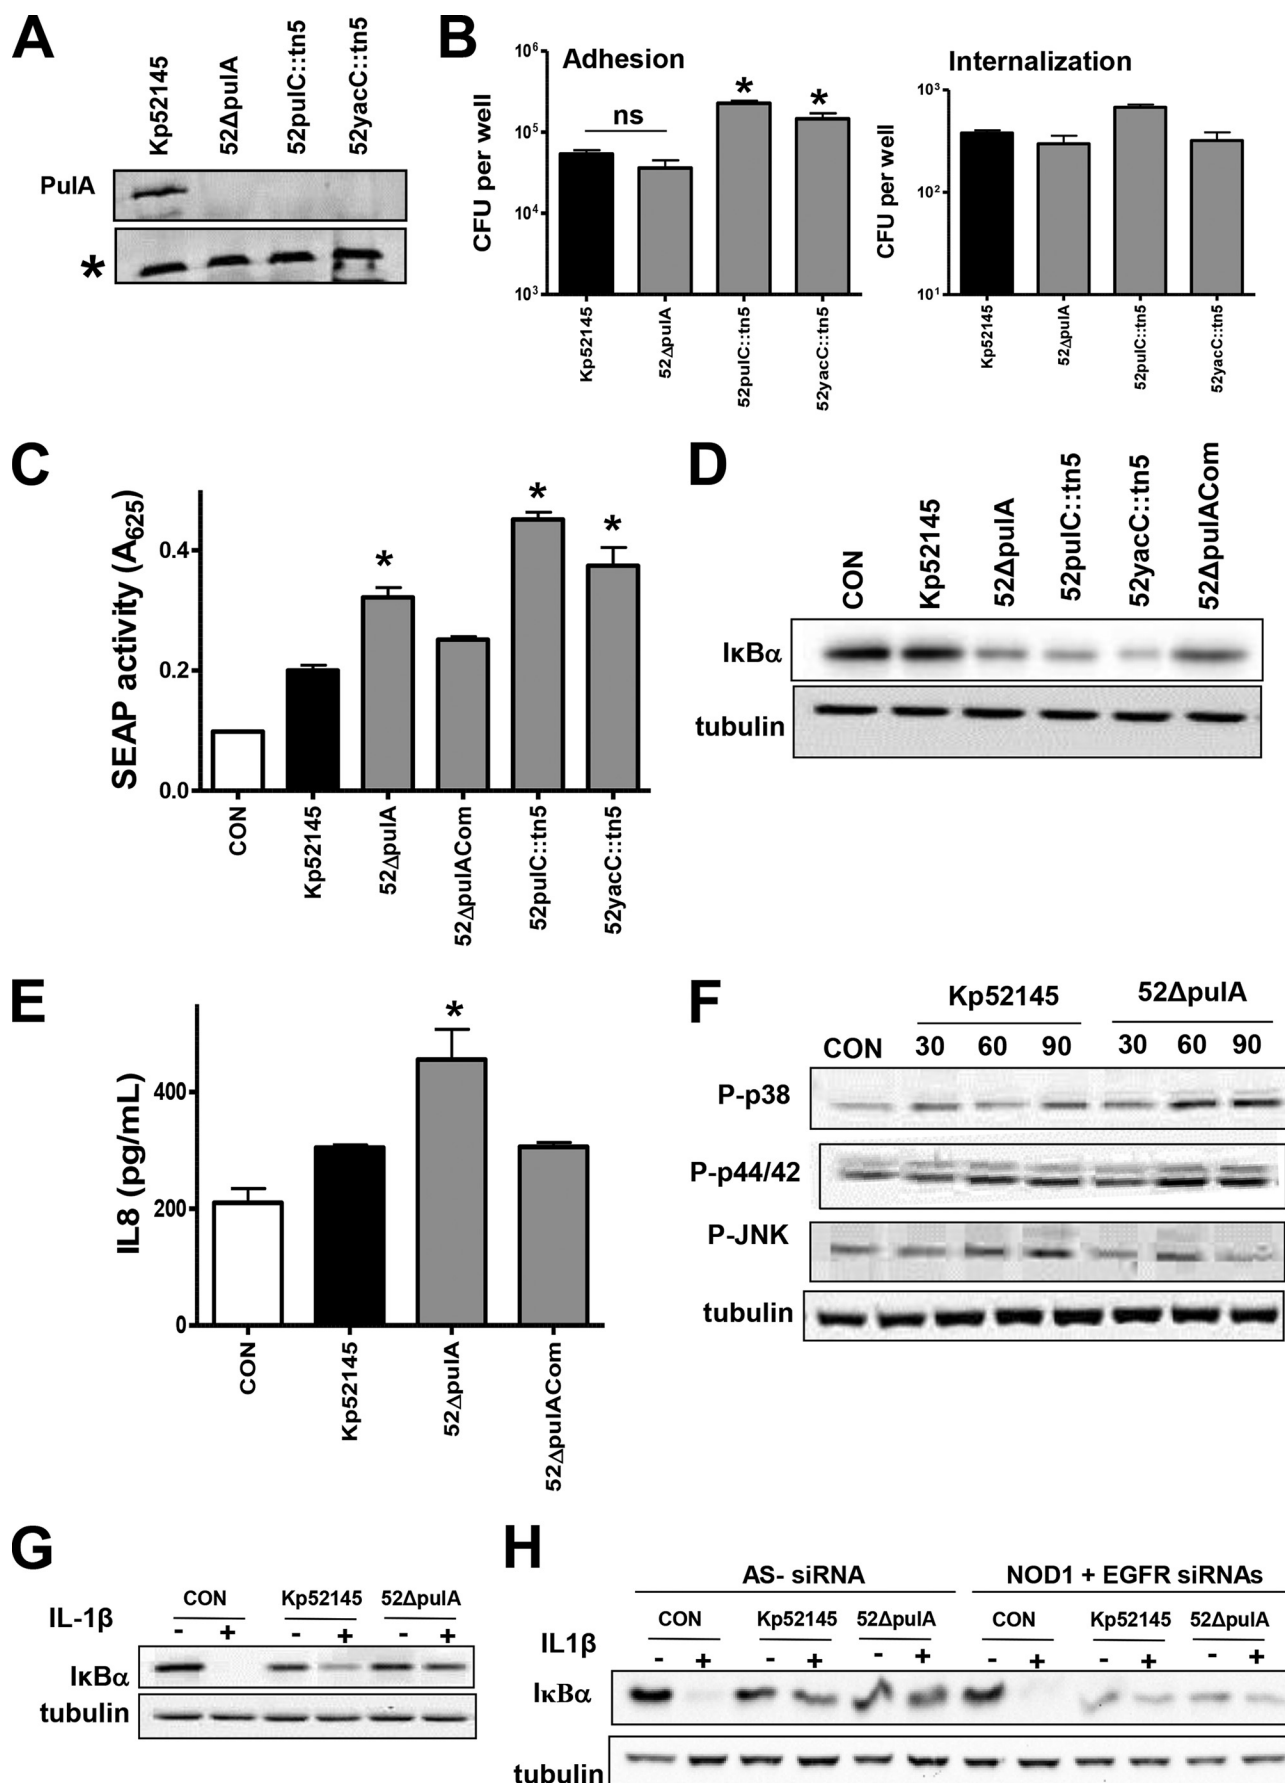 A
Kp52145
52ΔpulA
52pulC::tn5
52yacC::tn5
PulA
*
B
Adhesion
CFU per well
10⁶
10⁵
10⁴
10³
ns
*
*
Kp52145
52ΔpulA
52pulC::tn5
52yacC::tn5
Internalization
CFU per well
10³
10²
10¹
Kp52145
52ΔpulA
52pulC::tn5
52yacC::tn5
C
SEAP activity (A₆₂₅)
0.4
0.2
0.0
*
*
*
CON
Kp52145
52ΔpulA
52ΔpulACom
52pulC::tn5
52yacC::tn5
D
CON
Kp52145
52ΔpulA
52pulC::tn5
52yacC::tn5
52ΔpulACom
IκBα
tubulin
E
IL8 (pg/mL)
400
200
0
*
CON
Kp52145
52ΔpulA
52ΔpulACom
F
Kp52145 52ΔpulA
CON 30 60 90 30 60 90
P-p38
P-p44/42
P-JNK
tubulin
G
CON Kp52145 52ΔpulA
IL-1β - + - + - +
IκBα
tubulin
H
AS- siRNA NOD1 + EGFR siRNAs
CON Kp52145 52ΔpulA CON Kp52145 52ΔpulA
IL1β - + - + - + - + - + - +
IκBα
tubulin